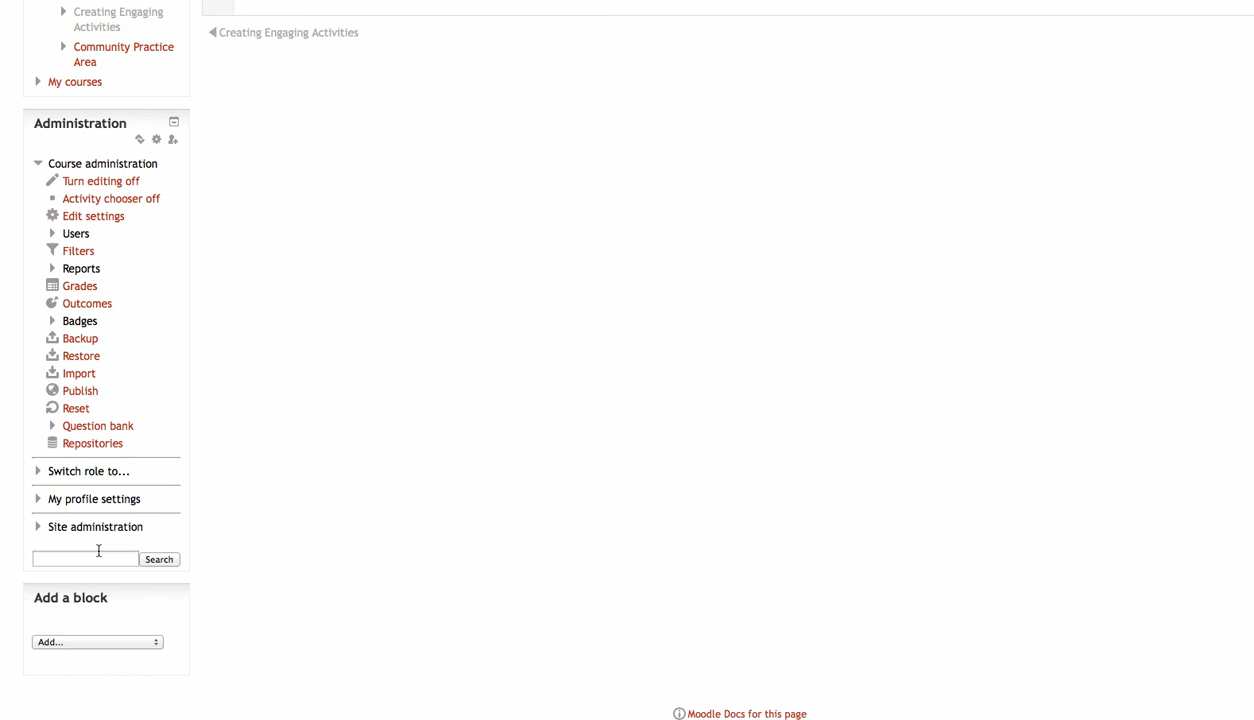 Creating Engaging
Activities
Community Practice
Area
My courses
Creating Engaging Activities
Administration
Course administration
Turn editing off
Activity chooser off
Edit settings
Users
Filters
Reports
Grades
Outcomes
Badges
Backup
Restore
Import
Publish
Reset
Question bank
Repositories
Switch role to...
My profile settings
Site administration
Search
Add a block
Add...
Moodle Docs for this page